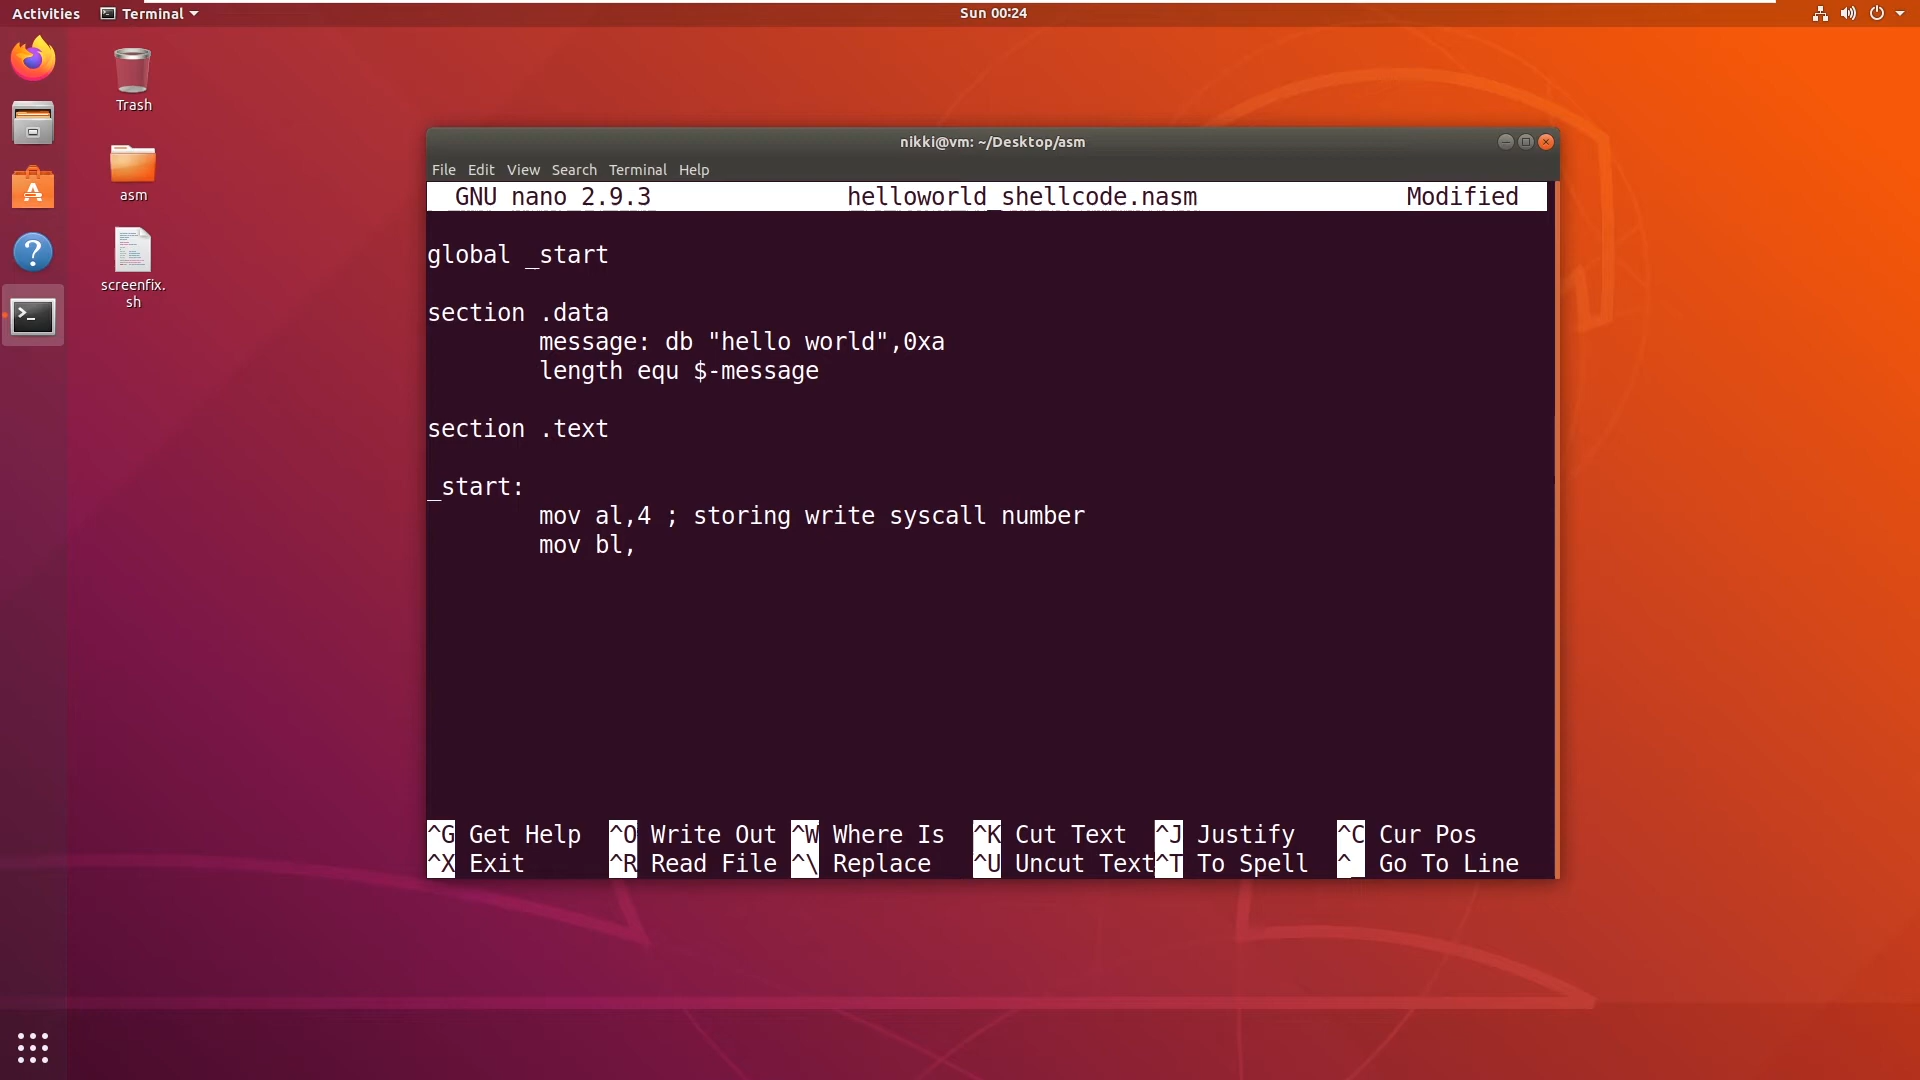 Activities Terminal Sun 00:24
Trash
asm
screenfix.
sh
nikki@vm: ~/Desktop/asm
File Edit View Search Terminal Help
GNU nano 2.9.3 helloworld_shellcode.nasm Modified
global _start
section .data
message: db "hello world",0xa
length equ $-message
section .text
_start:
mov al,4 ; storing write syscall number
mov bl,
^G Get Help ^O Write Out ^W Where Is ^K Cut Text ^J Justify ^C Cur Pos
^X Exit ^R Read File ^\ Replace ^U Uncut Text ^T To Spell ^_ Go To Line